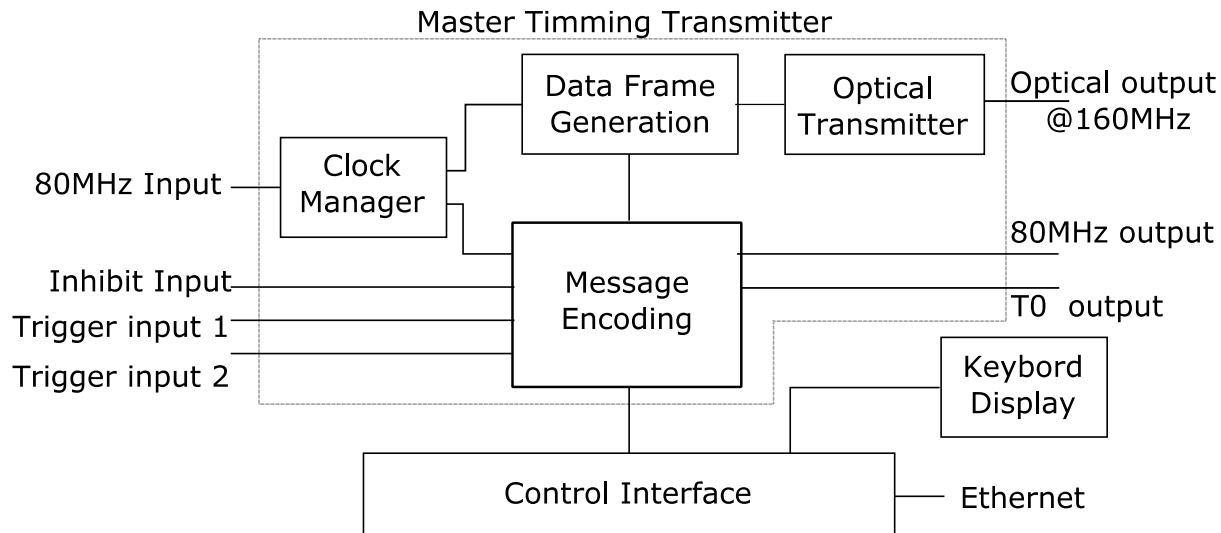 Master Timming Transmitter
Data Frame
Generation
Optical
Transmitter
Optical output
@160MHz
Clock
Manager
80MHz Input
80MHz output
Inhibit Input
Message
Encoding
T0 output
Trigger input 1
Trigger input 2
Keybord
Display
Control Interface
Ethernet